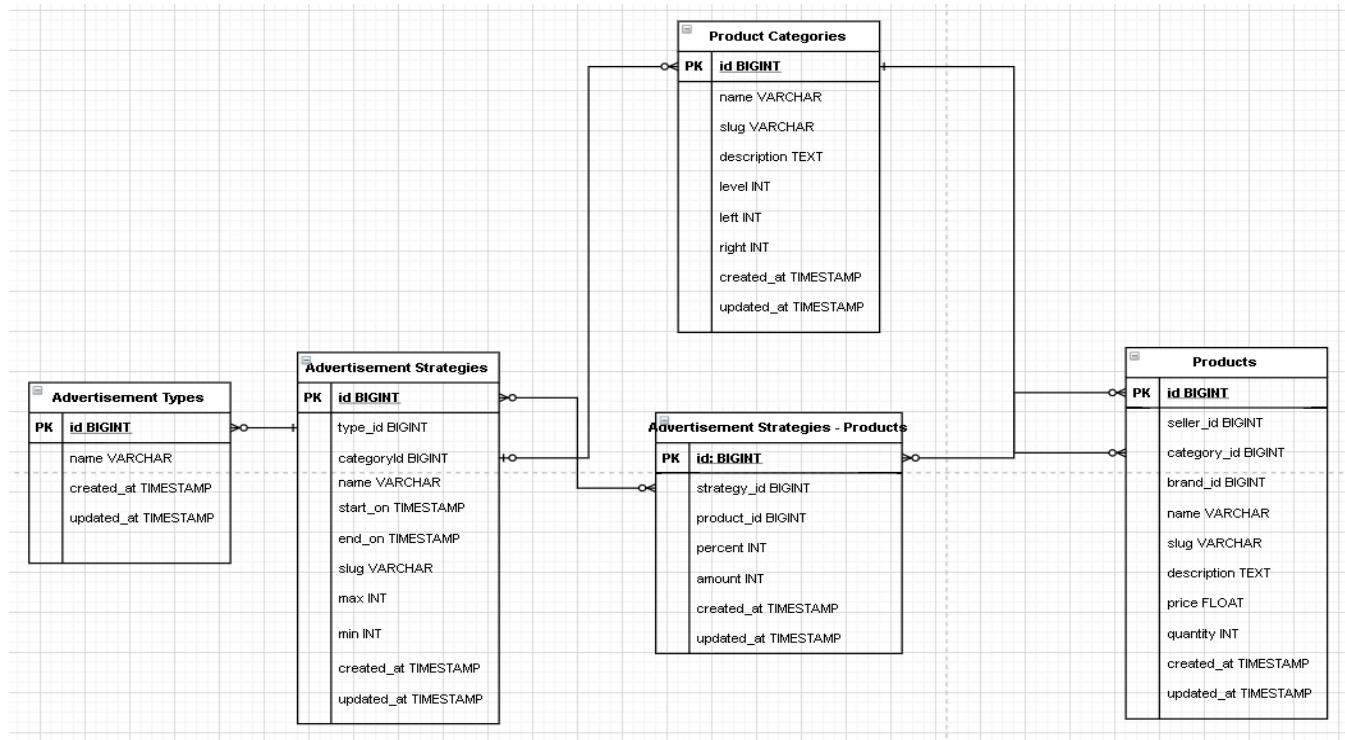 Product Categories
PK id BIGINT
name VARCHAR
slug VARCHAR
description TEXT
level INT
left INT
right INT
created_at TIMESTAMP
updated_at TIMESTAMP
Advertisement Types
PK id BIGINT
name VARCHAR
created_at TIMESTAMP
updated_at TIMESTAMP
Advertisement Strategies
PK id BIGINT
type_id BIGINT
categoryId BIGINT
name VARCHAR
start_on TIMESTAMP
end_on TIMESTAMP
slug VARCHAR
max INT
min INT
created_at TIMESTAMP
updated_at TIMESTAMP
Advertisement Strategies - Products
PK id: BIGINT
strategy_id BIGINT
product_id BIGINT
percent INT
amount INT
created_at TIMESTAMP
updated_at TIMESTAMP
Products
PK id BIGINT
seller_id BIGINT
category_id BIGINT
brand_id BIGINT
name VARCHAR
slug VARCHAR
description TEXT
price FLOAT
quantity INT
created_at TIMESTAMP
updated_at TIMESTAMP